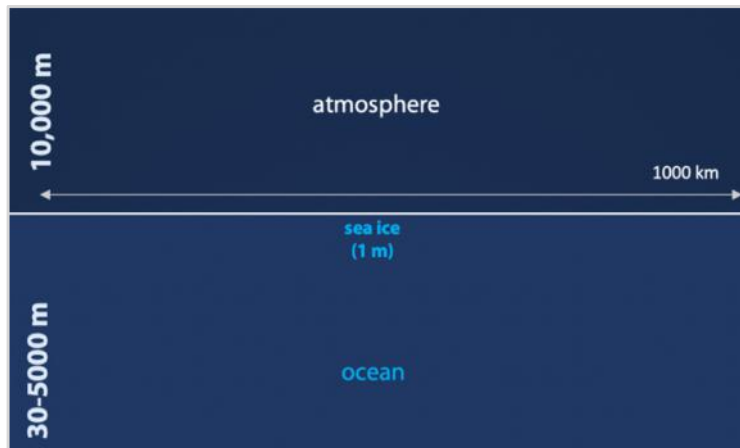 10,000 m
atmosphere
1000 km
sea ice
(1 m)
30-5000 m
ocean